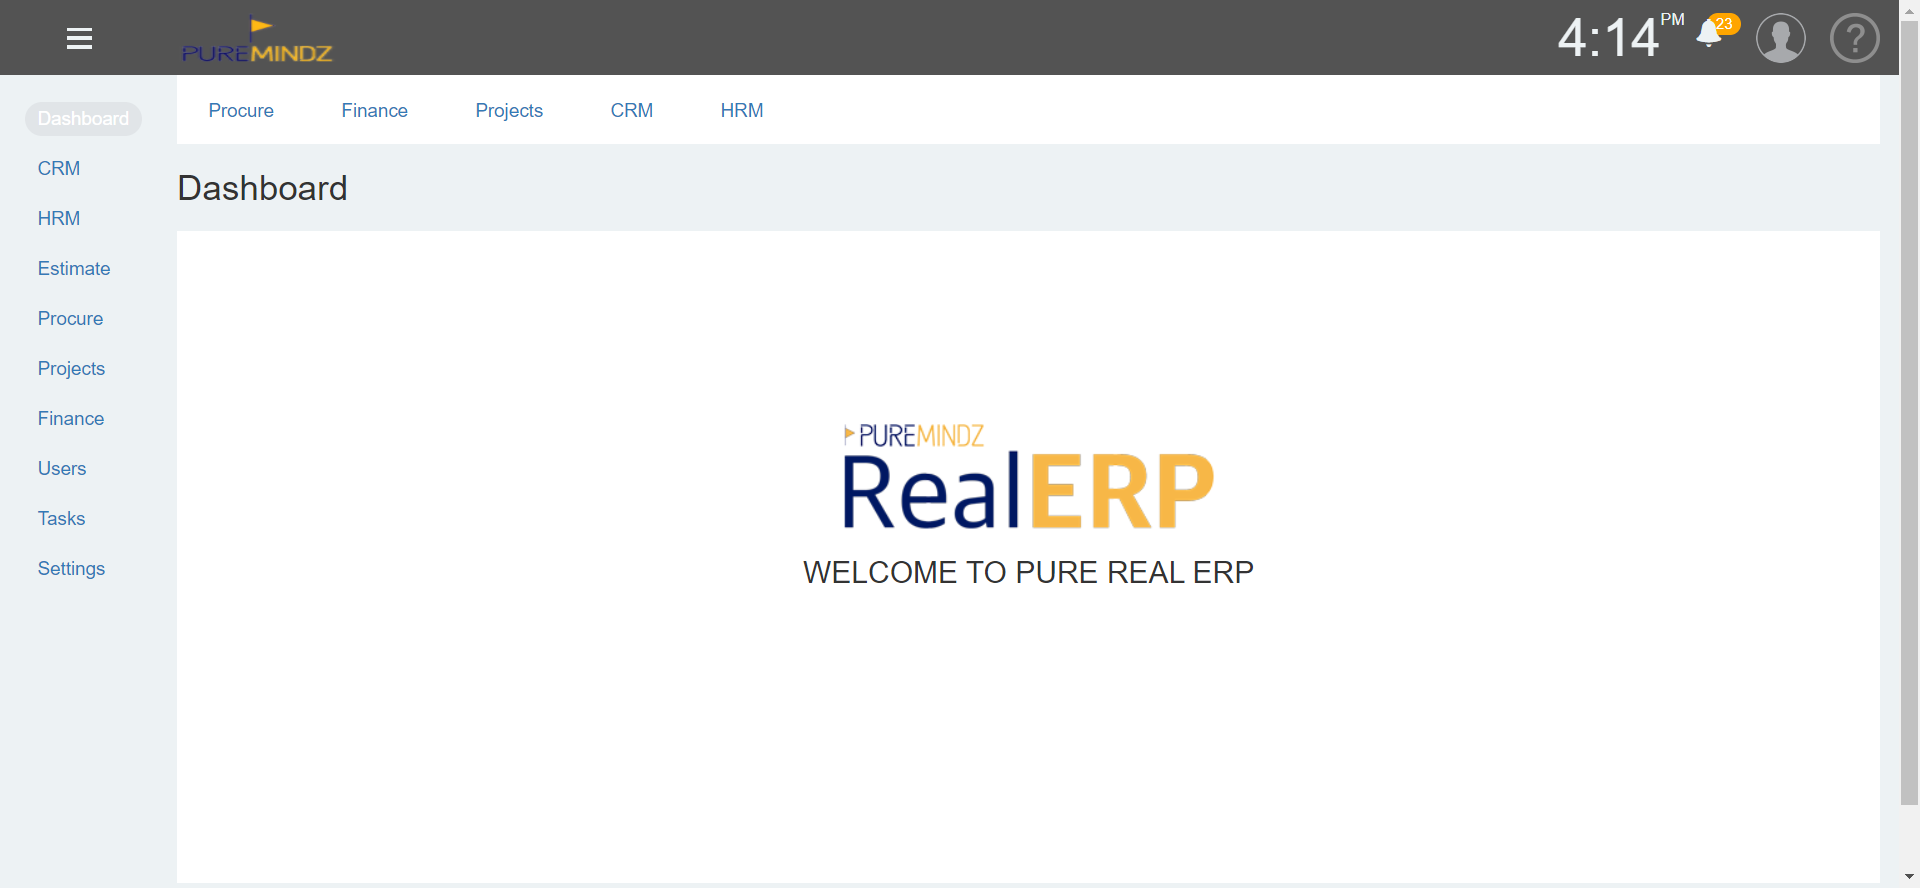 PUREMINDZ
4:14 PM
23
?
Dashboard
CRM
HRM
Estimate
Procure
Projects
Finance
Users
Tasks
Settings
Procure Finance Projects CRM HRM
Dashboard
PUREMINDZ
RealERP
WELCOME TO PURE REAL ERP